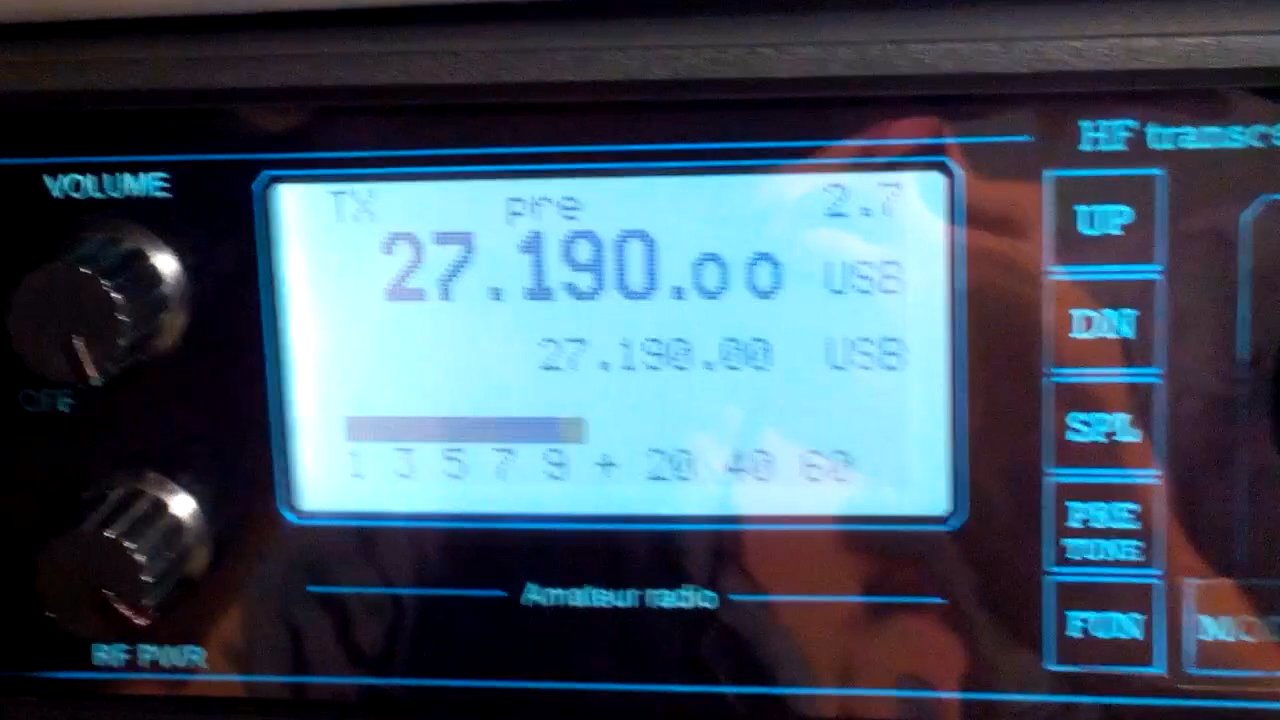 HF transc
VOLUME
OFF
TX pre 2.7
27.190.00 USB
27.190.00 USB
1 3 5 7 9 + 20 40 60
UP
DN
SPL
PRE
TUNE
FUN
Amateur radio
RF PWR